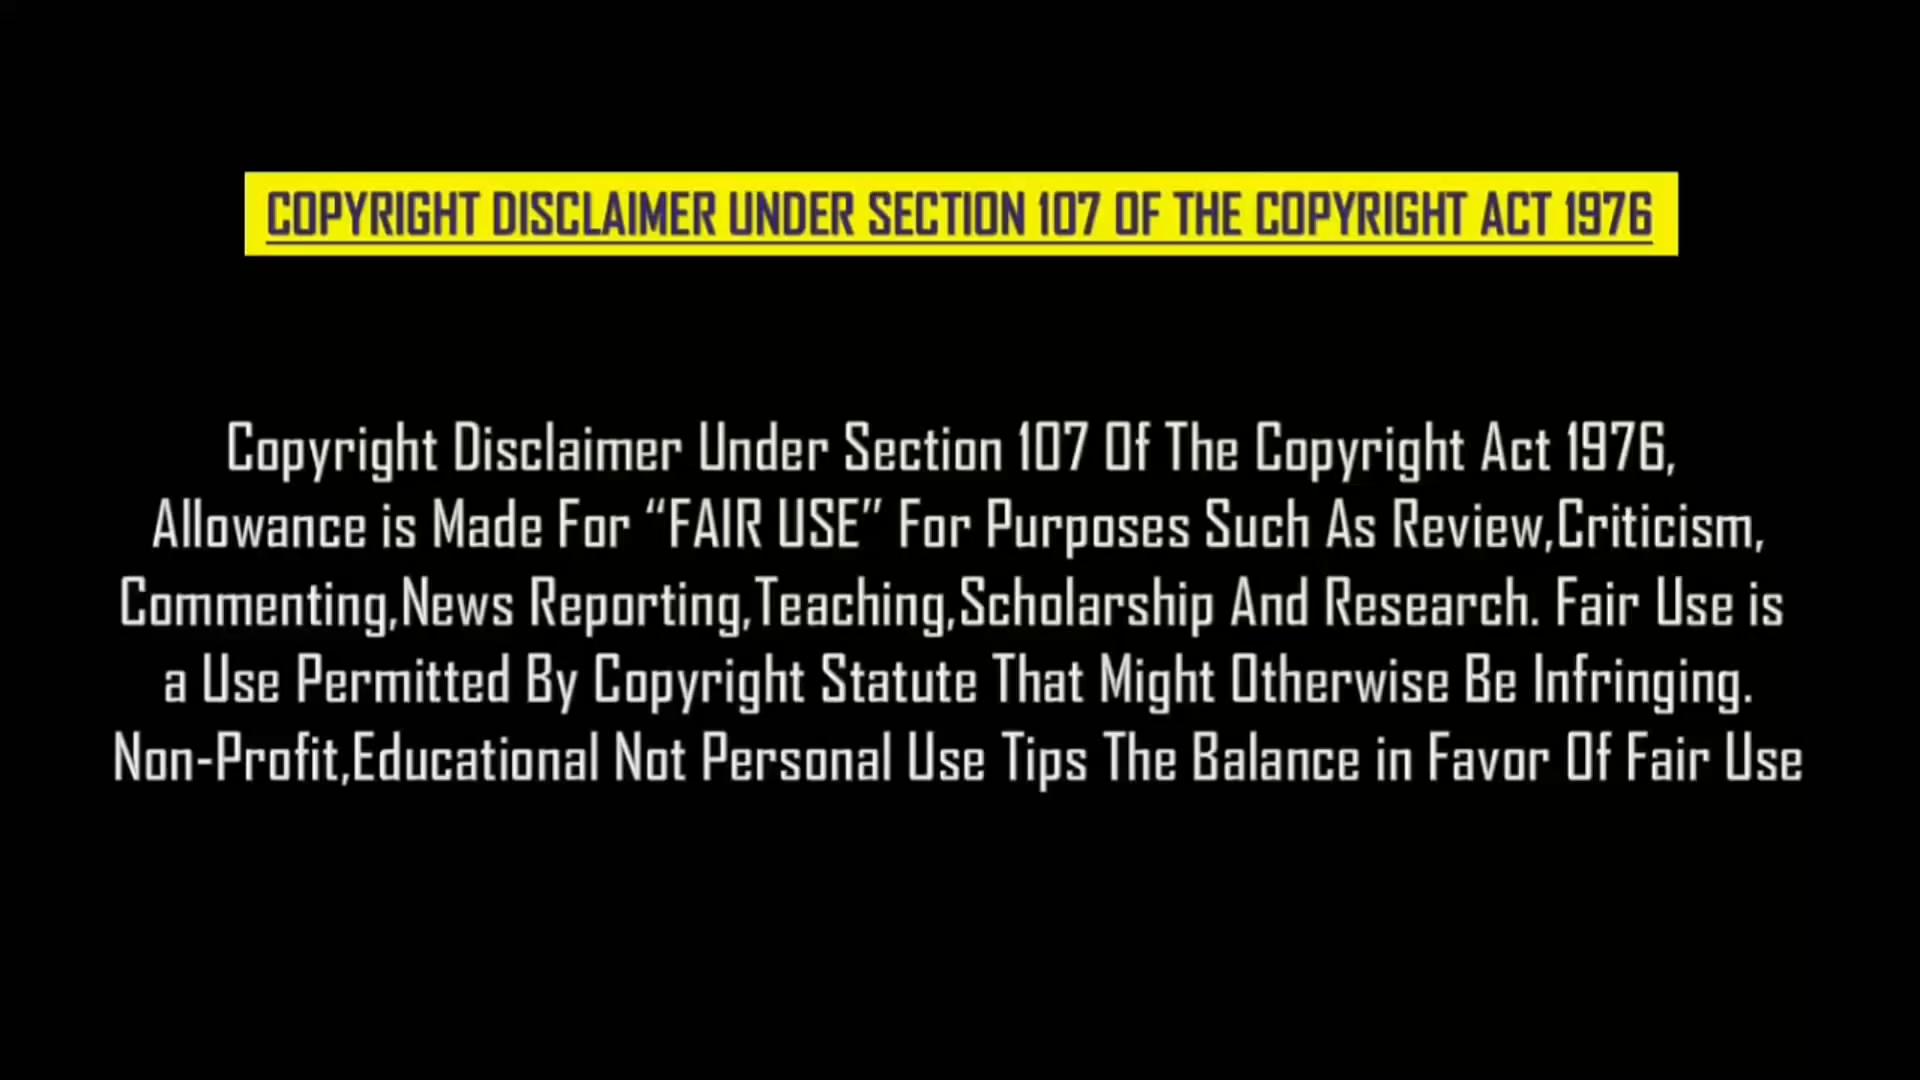 COPYRIGHT DISCLAIMER UNDER SECTION 107 OF THE COPYRIGHT ACT 1976
Copyright Disclaimer Under Section 107 Of The Copyright Act 1976,
Allowance is Made For “FAIR USE” For Purposes Such As Review,Criticism,
Commenting,News Reporting,Teaching,Scholarship And Research. Fair Use is
a Use Permitted By Copyright Statute That Might Otherwise Be Infringing.
Non-Profit,Educational Not Personal Use Tips The Balance in Favor Of Fair Use